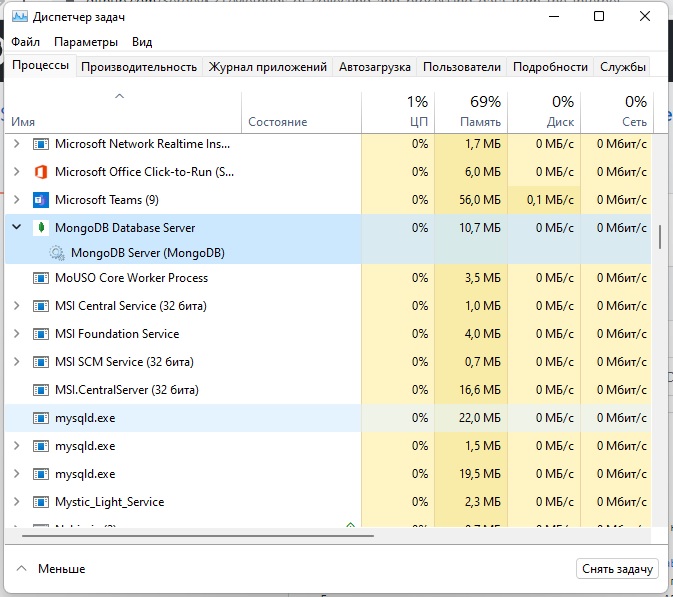 Диспетчер задач
Файл Параметры Вид
Процессы Производительность Журнал приложений Автозагрузка Пользователи Подробности Службы
1% 69% 0% 0%
Имя Состояние ЦП Память Диск Сеть
Microsoft Network Realtime Ins... 0% 1,7 МБ 0 МБ/с 0 Мбит/с
Microsoft Office Click-to-Run (S... 0% 6,0 МБ 0 МБ/с 0 Мбит/с
Microsoft Teams (9) 0% 56,0 МБ 0,1 МБ/с 0 Мбит/с
MongoDB Database Server 0% 10,7 МБ 0 МБ/с 0 Мбит/с
MongoDB Server (MongoDB)
MoUSO Core Worker Process 0% 3,5 МБ 0 МБ/с 0 Мбит/с
MSI Central Service (32 бита) 0% 1,0 МБ 0 МБ/с 0 Мбит/с
MSI Foundation Service 0% 4,0 МБ 0 МБ/с 0 Мбит/с
MSI SCM Service (32 бита) 0% 0,7 МБ 0 МБ/с 0 Мбит/с
MSI.CentralServer (32 бита) 0% 16,6 МБ 0 МБ/с 0 Мбит/с
mysqld.exe 0% 22,0 МБ 0 МБ/с 0 Мбит/с
mysqld.exe 0% 1,5 МБ 0 МБ/с 0 Мбит/с
mysqld.exe 0% 19,5 МБ 0 МБ/с 0 Мбит/с
Mystic_Light_Service 0% 2,3 МБ 0 МБ/с 0 Мбит/с
Меньше Снять задачу